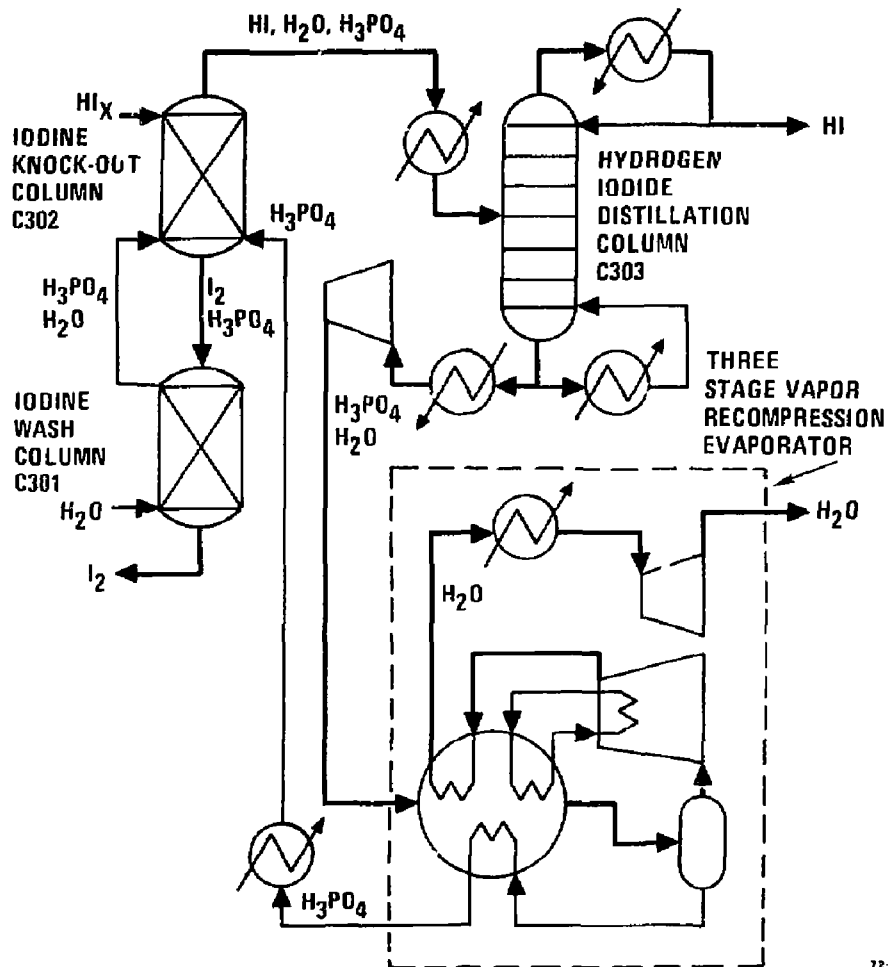 HI, H₂O, H₃PO₄
HIₓ
IODINE
KNOCK-OUT
COLUMN
C302
H₃PO₄
HI
HYDROGEN
IODIDE
DISTILLATION
COLUMN
C303
H₃PO₄
H₂O
I₂
H₃PO₄
IODINE
WASH
COLUMN
C301
H₂O
I₂
H₃PO₄
H₂O
THREE
STAGE VAPOR
RECOMPRESSION
EVAPORATOR
H₂O
H₂O
H₃PO₄